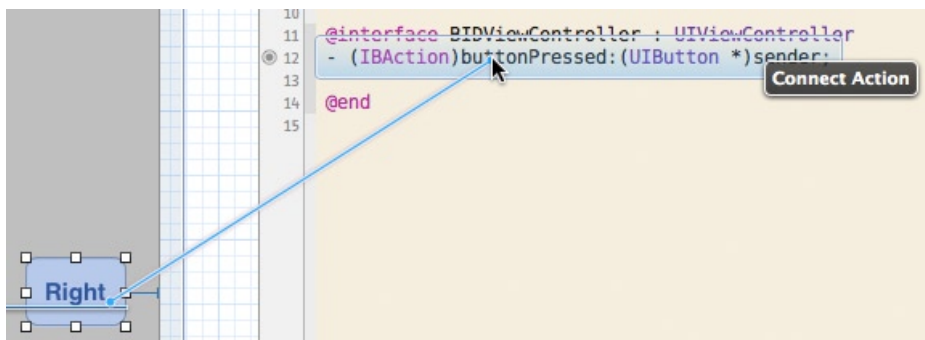 10
11 @interface BIDViewController : UIViewController
12 - (IBAction)buttonPressed:(UIButton *)sender;
Connect Action
13
14 @end
15
Right